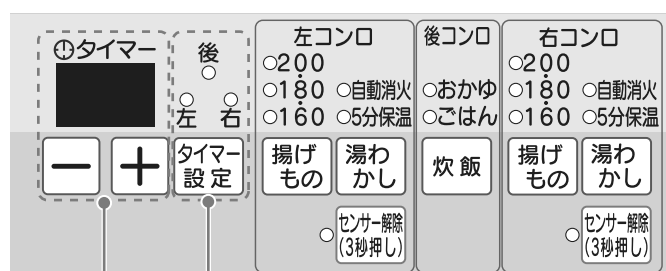 タイマー
後
左 右
－ ＋
タイマー
設定
左コンロ
200
180 自動消火
160 5分保温
揚げ
もの
湯わ
かし
センサー解除
(3秒押し)
後コンロ
おかゆ
ごはん
炊飯
右コンロ
200
180 自動消火
160 5分保温
揚げ
もの
湯わ
かし
センサー解除
(3秒押し)